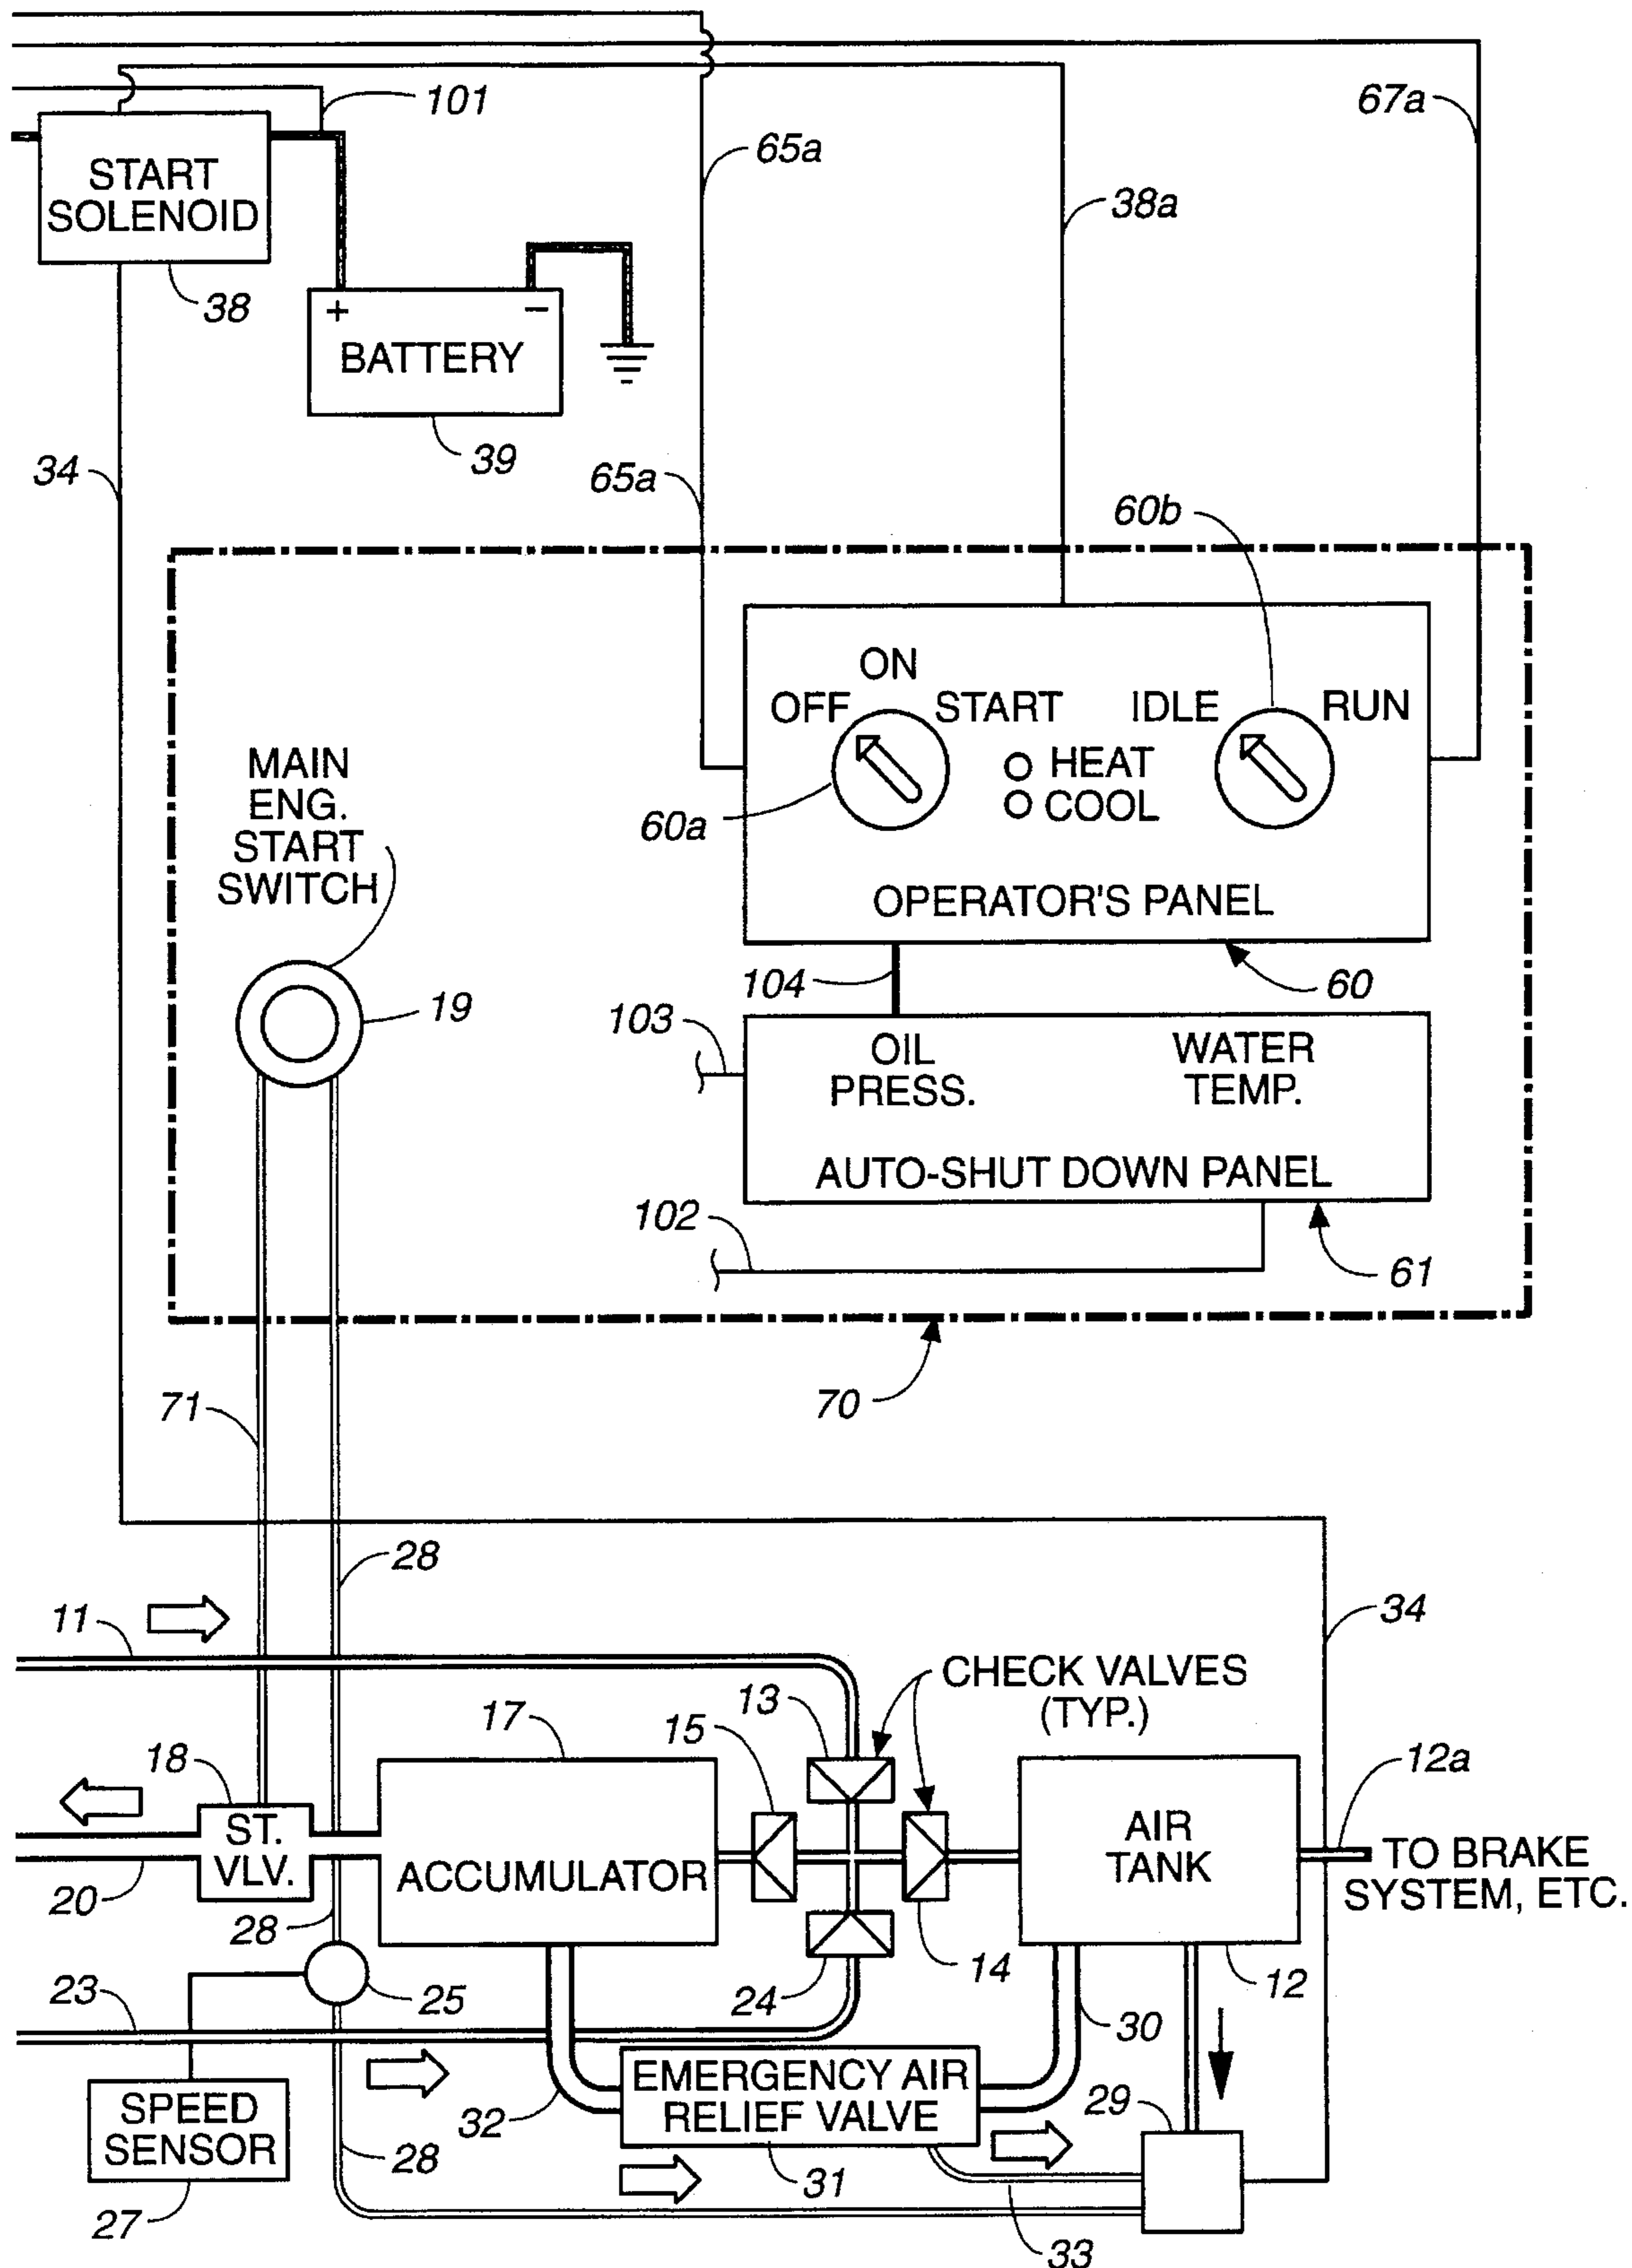 101
67a
65a
START
SOLENOID
38a
38
+
−
BATTERY
39
34
65a
60b
ON
OFF
START
IDLE
RUN
HEAT
COOL
60a
OPERATOR'S PANEL
MAIN
ENG.
START
SWITCH
19
104
60
103
OIL
PRESS.
WATER
TEMP.
AUTO-SHUT DOWN PANEL
102
61
70
71
28
11
34
CHECK VALVES
(TYP.)
13
17
15
18
12a
ST.
VLV.
ACCUMULATOR
AIR
TANK
TO BRAKE
SYSTEM, ETC.
20
28
14
12
23
25
24
30
EMERGENCY AIR
RELIEF VALVE
29
SPEED
SENSOR
32
28
31
27
33